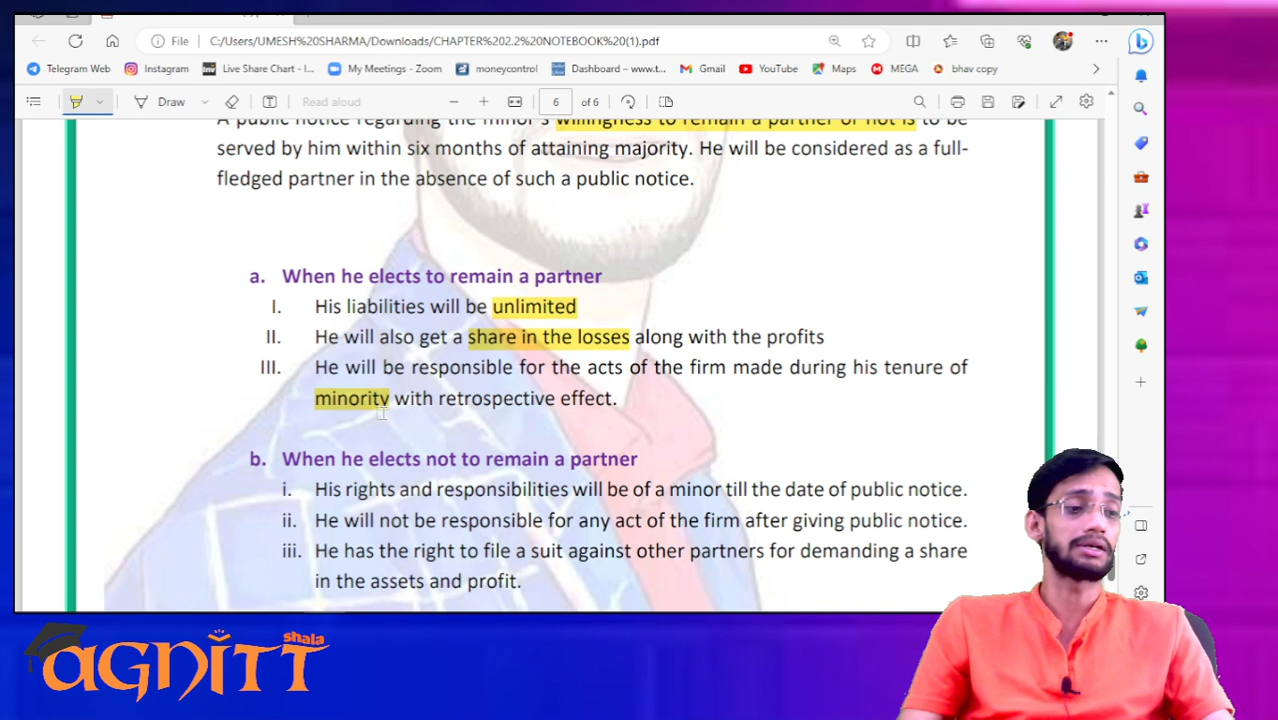 File C:/Users/UMESH%20SHARMA/Downloads/CHAPTER%202.2%20NOTEBOOK%20(1).pdf
Telegram Web Instagram Live Share Chart - I... My Meetings - Zoom moneycontrol Dashboard – www.t... Gmail YouTube Maps MEGA bhav copy
Draw Read aloud 6 of 6
A public notice regarding the minor's willingness to remain a partner or not is to be
served by him within six months of attaining majority. He will be considered as a full-
fledged partner in the absence of such a public notice.
a. When he elects to remain a partner
I. His liabilities will be unlimited
II. He will also get a share in the losses along with the profits
III. He will be responsible for the acts of the firm made during his tenure of
minority with retrospective effect.
b. When he elects not to remain a partner
i. His rights and responsibilities will be of a minor till the date of public notice.
ii. He will not be responsible for any act of the firm after giving public notice.
iii. He has the right to file a suit against other partners for demanding a share
in the assets and profit.
shala
AGNITT